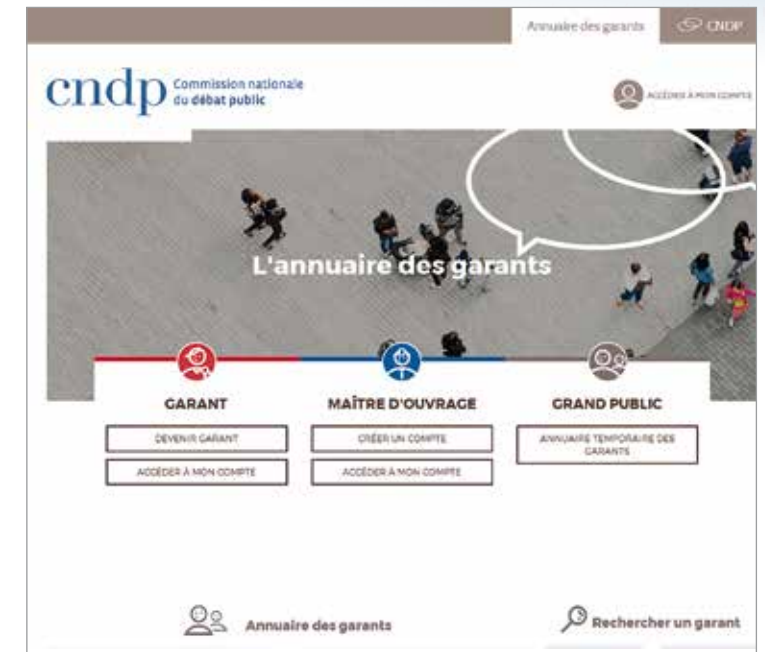 Annuaire des garants
CNDP
cndp Commission nationale
du débat public
ACCÉDER À MON COMPTE
L'annuaire des garants
GARANT
DEVENIR GARANT
ACCÉDER À MON COMPTE
MAÎTRE D'OUVRAGE
CRÉER UN COMPTE
ACCÉDER À MON COMPTE
GRAND PUBLIC
ANNUAIRE TEMPORAIRE DES
GARANTS
Annuaire des garants
Rechercher un garant